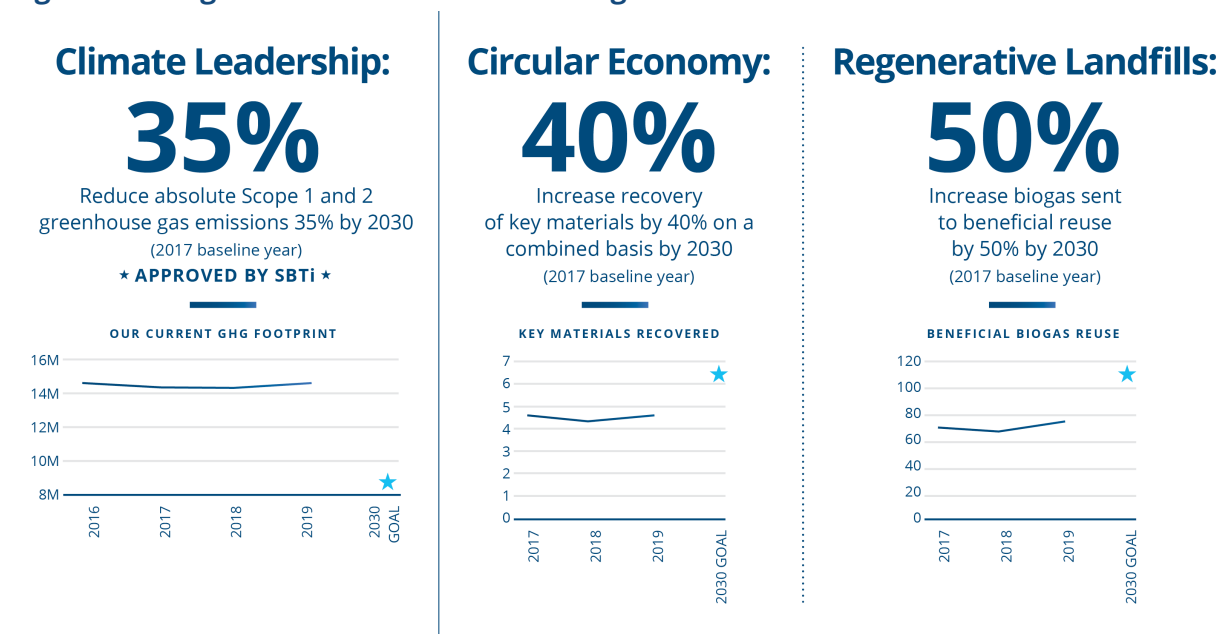 Climate Leadership:
35%
Reduce absolute Scope 1 and 2
greenhouse gas emissions 35% by 2030
(2017 baseline year)
★ APPROVED BY SBTi ★
OUR CURRENT GHG FOOTPRINT
16M
14M
12M
10M
8M
2016
2017
2018
2019
2030
GOAL
Circular Economy:
40%
Increase recovery
of key materials by 40% on a
combined basis by 2030
(2017 baseline year)
KEY MATERIALS RECOVERED
7
6
5
4
3
2
1
0
2017
2018
2019
2030 GOAL
Regenerative Landfills:
50%
Increase biogas sent
to beneficial reuse
by 50% by 2030
(2017 baseline year)
BENEFICIAL BIOGAS REUSE
120
100
80
60
40
20
0
2017
2018
2019
2030 GOAL